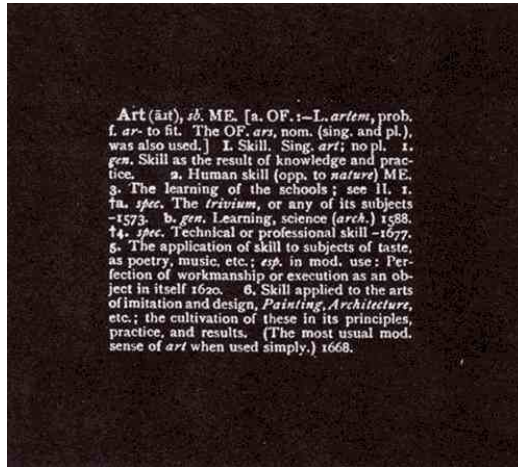 Art (āɪt), sb. ME. [a. OF. :–L. artem, prob.
f. ar- to fit. The OF. ars, nom. (sing. and pl.),
was also used.] I. Skill. Sing. art; no pl. 1.
gen. Skill as the result of knowledge and prac-
tice. 2. Human skill (opp. to nature) ME.
3. The learning of the schools; see II. 1.
†a. spec. The trivium, or any of its subjects
–1573. b. gen. Learning, science (arch.) 1588.
†4. spec. Technical or professional skill –1677.
5. The application of skill to subjects of taste,
as poetry, music, etc.; esp. in mod. use: Per-
fection of workmanship or execution as an ob-
ject in itself 1620. 6. Skill applied to the arts
of imitation and design, Painting, Architecture,
etc.; the cultivation of these in its principles,
practice, and results. (The most usual mod.
sense of art when used simply.) 1668.